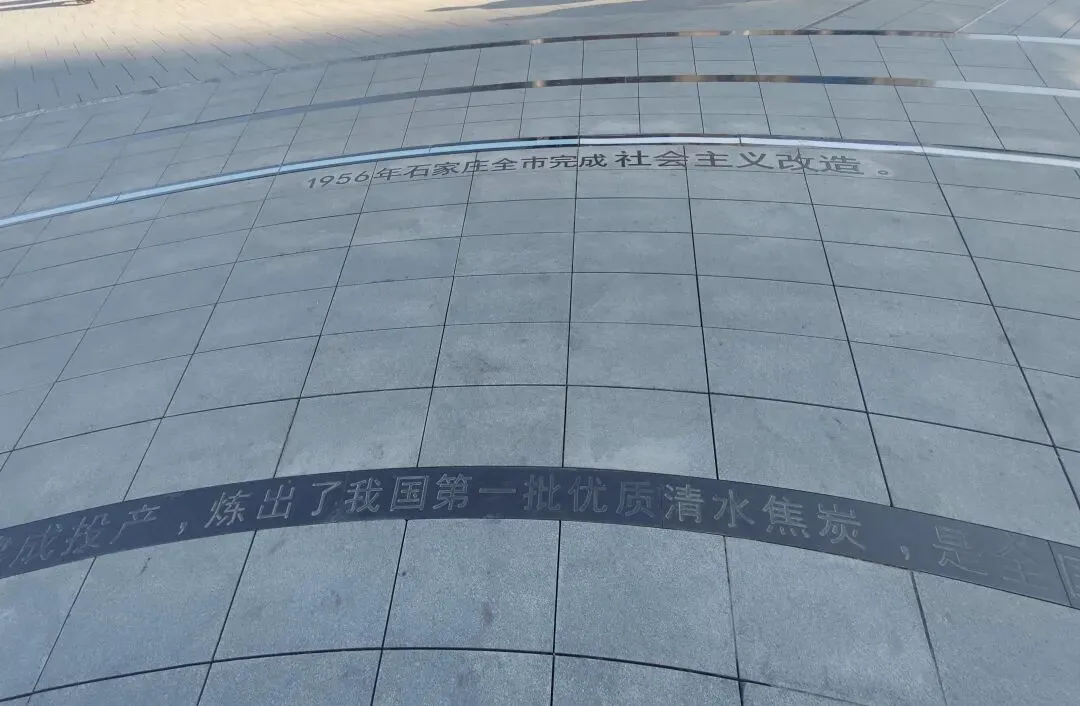 1956年石家庄全市完成社会主义改造。
成投产，炼出了我国第一批优质清水焦炭，是全国